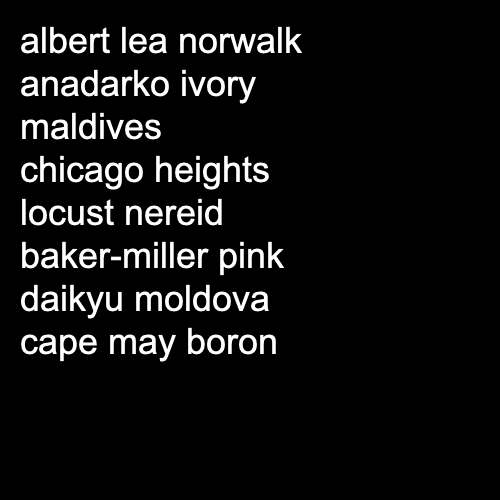 albert lea norwalk
anadarko ivory
maldives
chicago heights
locust nereid
baker-miller pink
daikyu moldova
cape may boron